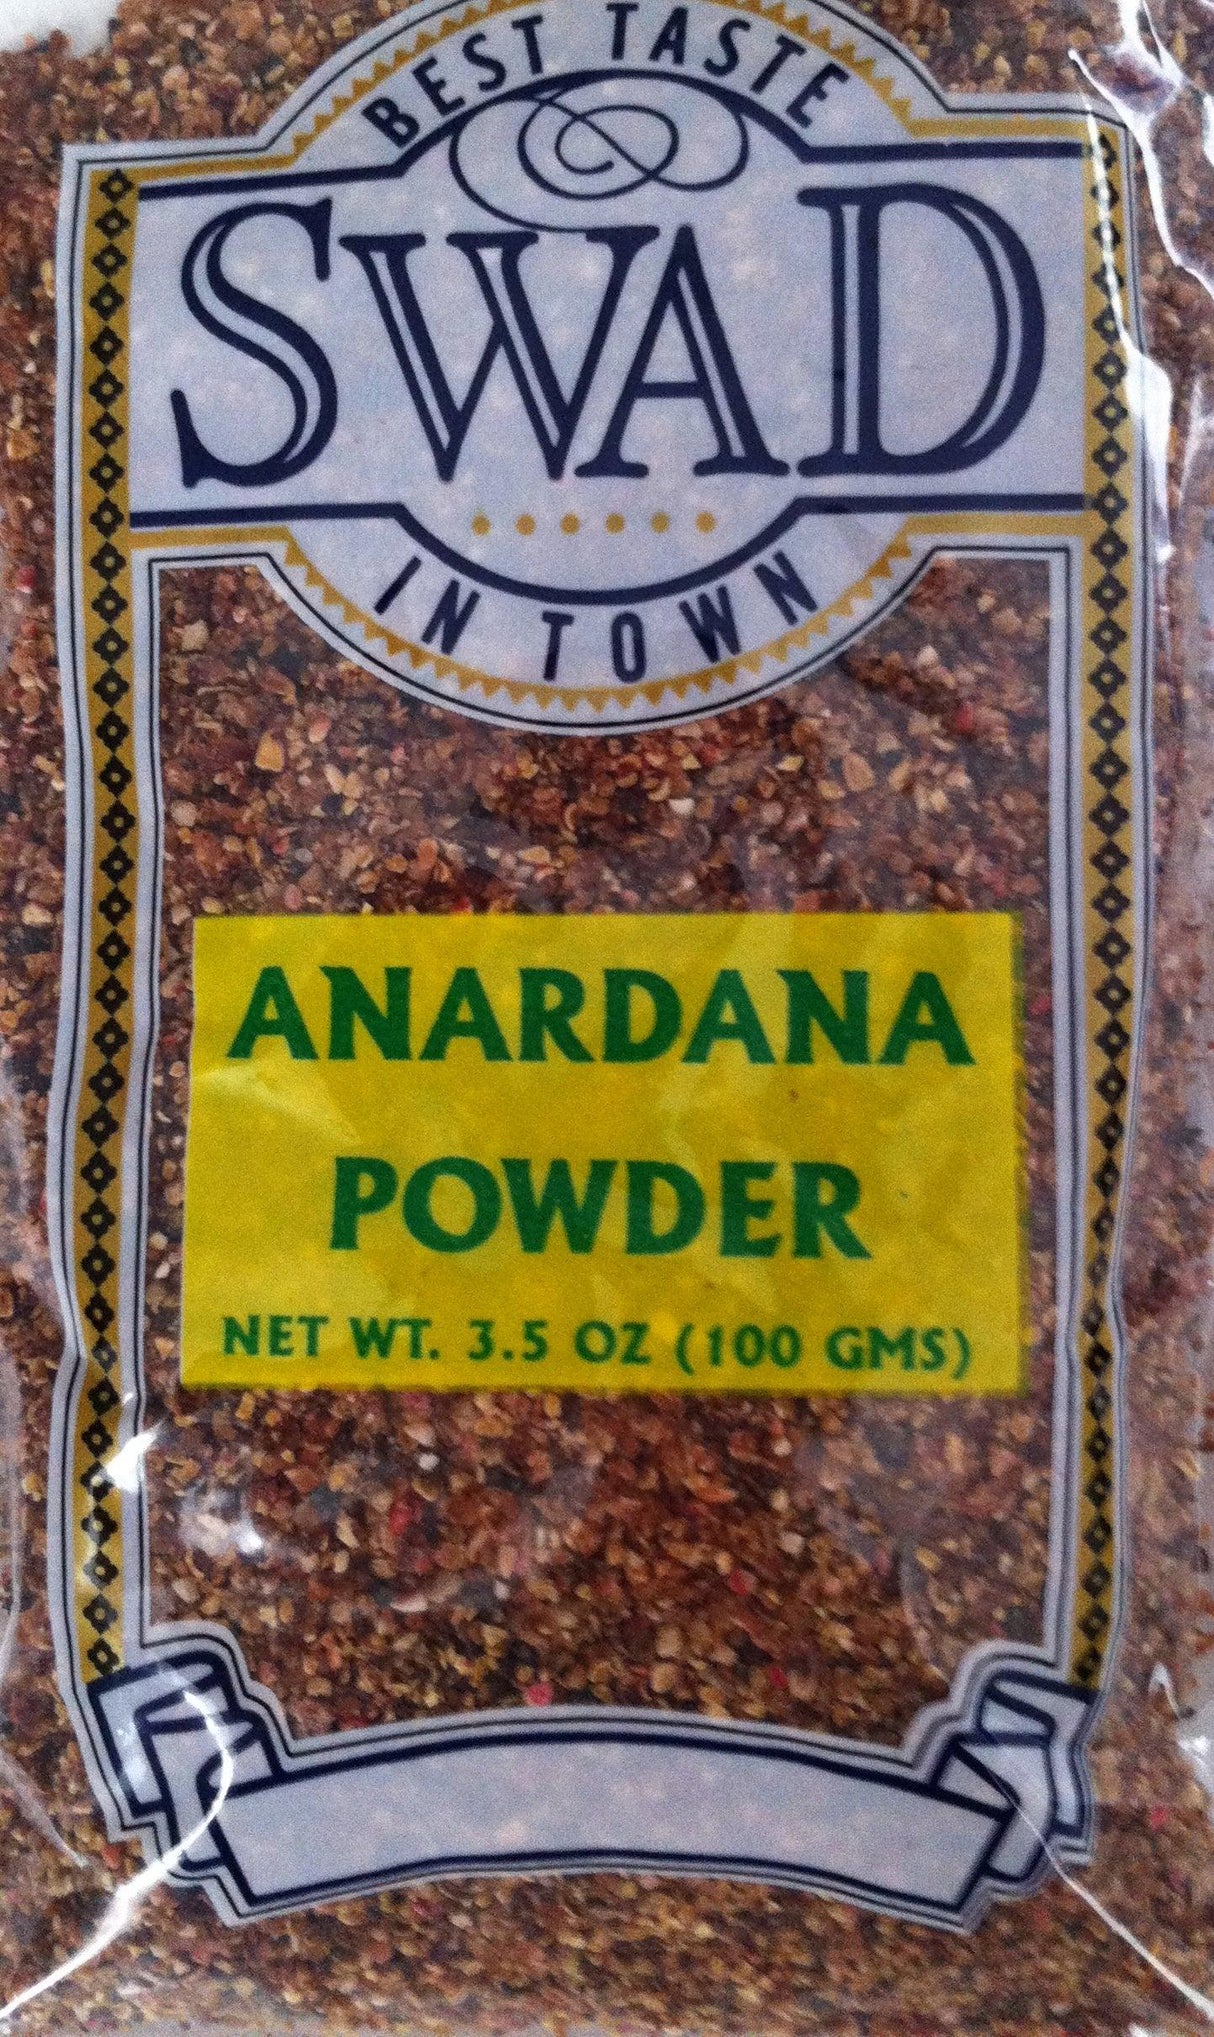 BEST TASTE
SWAD
IN TOWN
ANARDANA
POWDER
NET WT. 3.5 OZ (100 GMS)